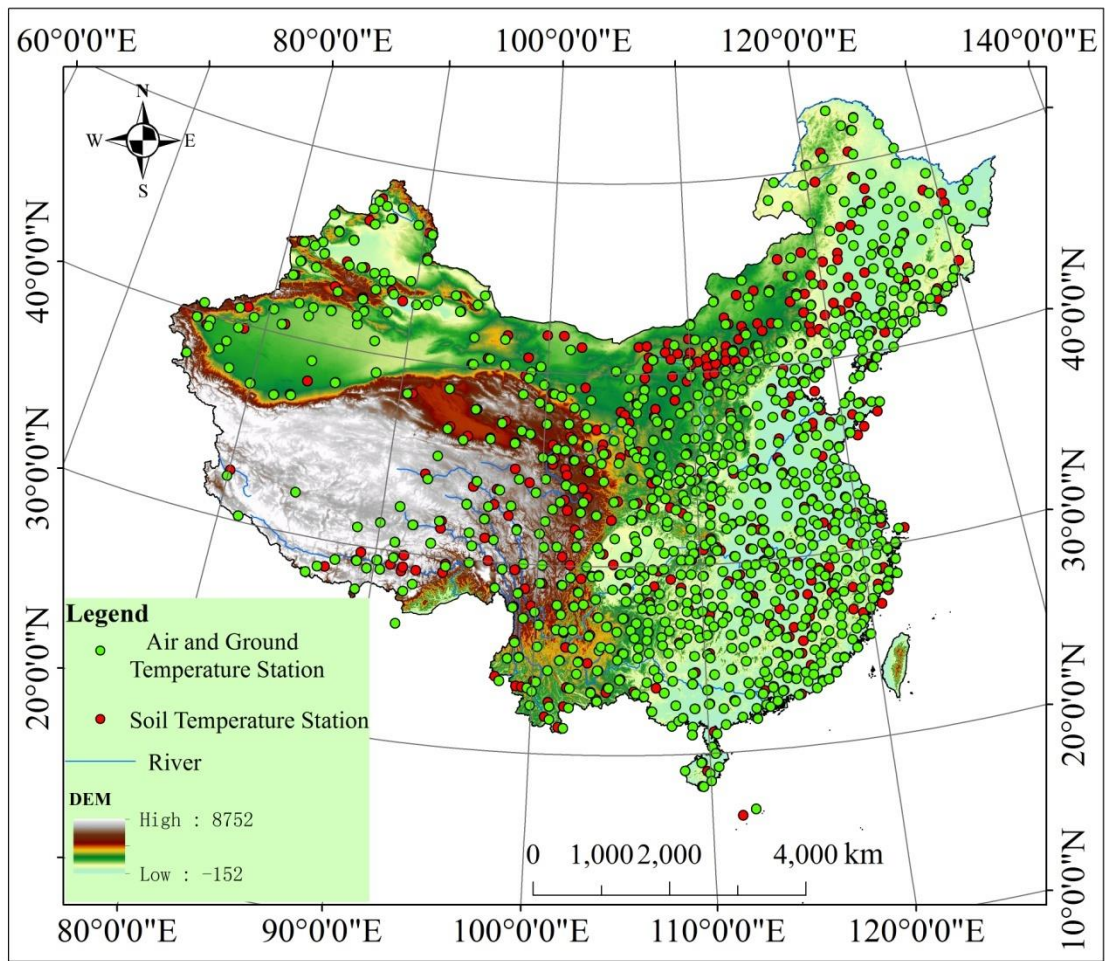 60°0'0"E 80°0'0"E 100°0'0"E 120°0'0"E 140°0'0"E
N
W E
S
40°0'0"N
30°0'0"N
20°0'0"N
40°0'0"N
30°0'0"N
20°0'0"N
10°0'0"N
Legend
Air and Ground
Temperature Station
Soil Temperature Station
River
DEM
High : 8752
Low : -152
0 1,000 2,000 4,000 km
80°0'0"E 90°0'0"E 100°0'0"E 110°0'0"E 120°0'0"E